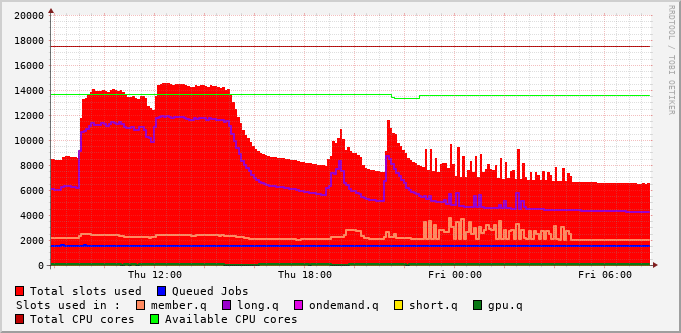 20000
18000
16000
14000
12000
10000
8000
6000
4000
2000
0
Thu 12:00 Thu 18:00 Fri 00:00 Fri 06:00
RRDTOOL / TOBI OETIKER
Total slots used Queued Jobs
Slots used in : member.q long.q ondemand.q short.q gpu.q
Total CPU cores Available CPU cores